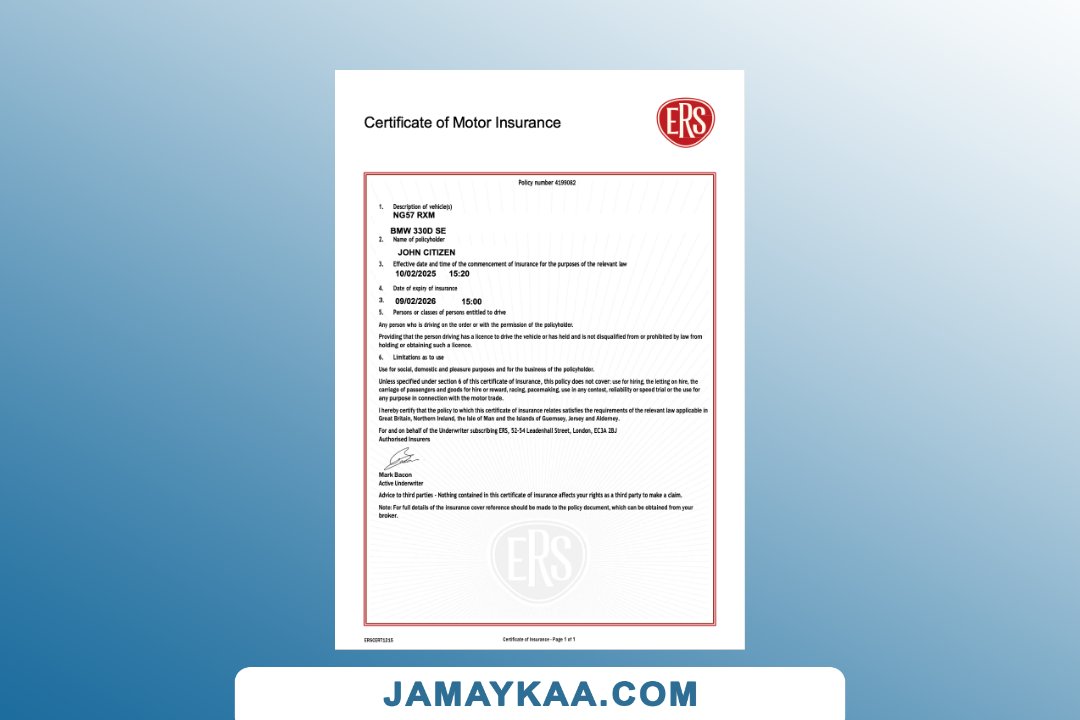 Certificate of Motor Insurance
ERS
Policy number 4199082
1. Description of vehicle(s)
NG57 RXM
BMW 330D SE
2. Name of policyholder
JOHN CITIZEN
3. Effective date and time of the commencement of insurance for the purposes of the relevant law
10/02/2025 15:20
4. Date of expiry of insurance
3. 09/02/2026 15:00
5. Persons or classes of persons entitled to drive
Any person who is driving on the order or with the permission of the policyholder.
Providing that the person driving has a licence to drive the vehicle or has held and is not disqualified from or prohibited by law from
holding or obtaining such a licence.
6. Limitations as to use
Use for social, domestic and pleasure purposes and for the business of the policyholder.
Unless specified under section 6 of this certificate of insurance, this policy does not cover: use for hiring, the letting on hire, the
carriage of passengers and goods for hire or reward, racing, pacemaking, use in any contest, reliability or speed trial or the use for
any purpose in connection with the motor trade.
I hereby certify that the policy to which this certificate of insurance relates satisfies the requirements of the relevant law applicable in
Great Britain, Northern Ireland, the Isle of Man and the Islands of Guernsey, Jersey and Alderney.
For and on behalf of the Underwriter subscribing ERS, 52-54 Leadenhall Street, London, EC3A 2BJ
Authorised Insurers
Mark Bacon
Active Underwriter
Advice to third parties - Nothing contained in this certificate of insurance affects your rights as a third party to make a claim.
Note: For full details of the insurance cover reference should be made to the policy document, which can be obtained from your
broker.
ERS
ERSCERT1215
Certificate of Insurance - Page 1 of 1
JAMAYKAA.COM